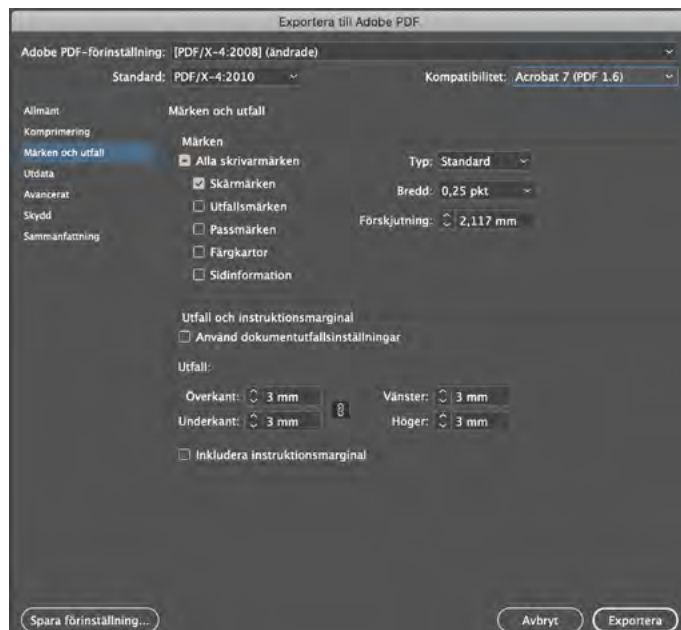 Exportera till Adobe PDF
Adobe PDF-förinställning: [PDF/X-4:2008] (ändrade)
Standard: PDF/X-4:2010 Kompatibilitet: Acrobat 7 (PDF 1.6)
Allmänt
Komprimering
Märken och utfall
Utdata
Avancerat
Skydd
Sammanfattning
Märken och utfall
Märken
Alla skrivarmärken Typ: Standard
Skärmärken Bredd: 0,25 pkt
Utfallsmärken
Passmärken Förskjutning: 2,117 mm
Färgkartor
Sidinformation
Utfall och instruktionsmarginal
Använd dokumentutfallsinställningar
Utfall:
Överkant: 3 mm Vänster: 3 mm
Underkant: 3 mm Höger: 3 mm
Inkludera instruktionsmarginal
Spara förinställning... Avbryt Exportera